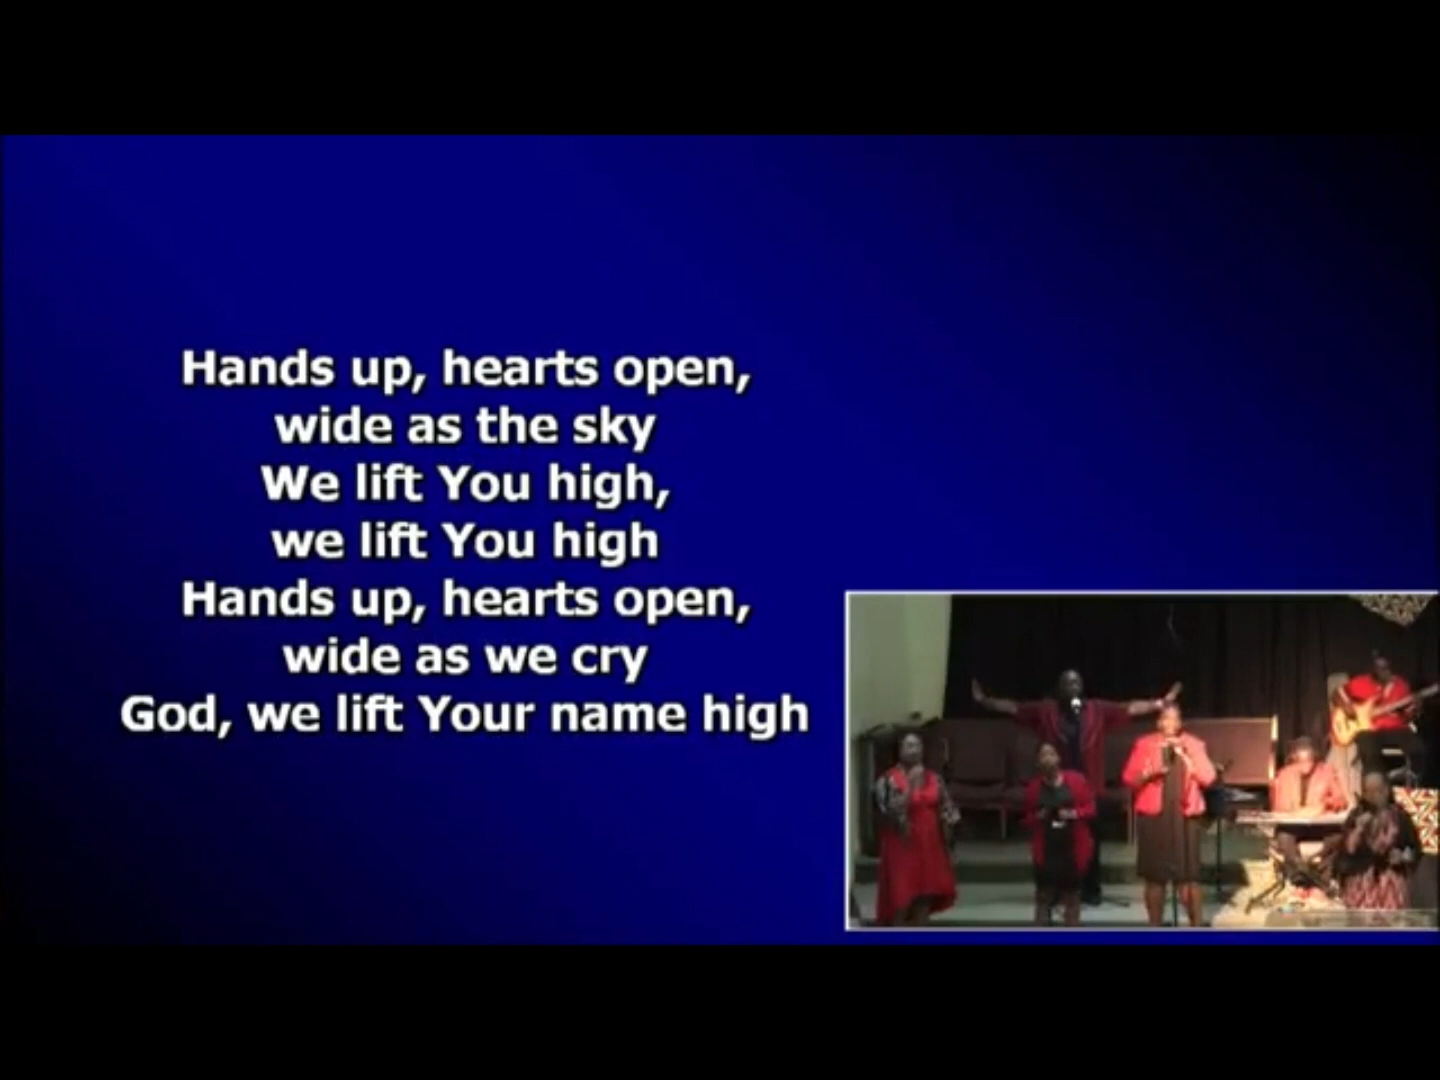 Hands up, hearts open,
wide as the sky
We lift You high,
we lift You high
Hands up, hearts open,
wide as we cry
God, we lift Your name high